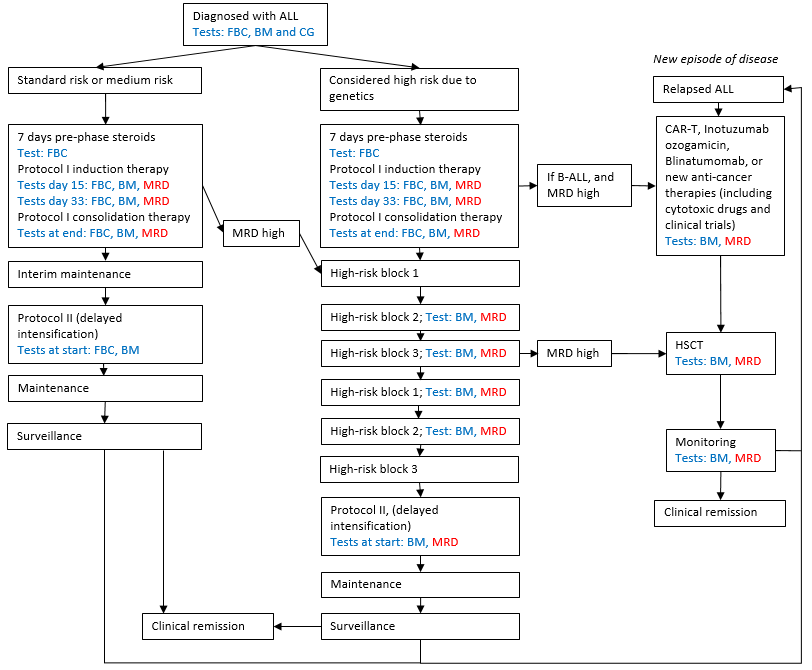 Diagnosed with ALL
Tests: FBC, BM and CG
Standard risk or medium risk
7 days pre-phase steroids
Test: FBC
Protocol I induction therapy
Tests day 15: FBC, BM, MRD
Tests day 33: FBC, BM, MRD
Protocol I consolidation therapy
Tests at end: FBC, BM, MRD
Interim maintenance
Protocol II (delayed
intensification)
Tests at start: FBC, BM
Maintenance
Surveillance
MRD high
Considered high risk due to
genetics
7 days pre-phase steroids
Test: FBC
Protocol I induction therapy
Tests day 15: FBC, BM, MRD
Tests day 33: FBC, BM, MRD
Protocol I consolidation therapy
Tests at end: FBC, BM, MRD
High-risk block 1
High-risk block 2; Test: BM, MRD
High-risk block 3; Test: BM, MRD
High-risk block 1; Test: BM, MRD
High-risk block 2; Test: BM, MRD
High-risk block 3
Protocol II, (delayed
intensification)
Tests at start: BM, MRD
Maintenance
Surveillance
Clinical remission
If B-ALL, and
MRD high
MRD high
New episode of disease
Relapsed ALL
CAR-T, Inotuzumab
ozogamicin,
Blinatumomab, or
new anti-cancer
therapies (including
cytotoxic drugs and
clinical trials)
Tests: BM, MRD
HSCT
Tests: BM, MRD
Monitoring
Tests: BM, MRD
Clinical remission